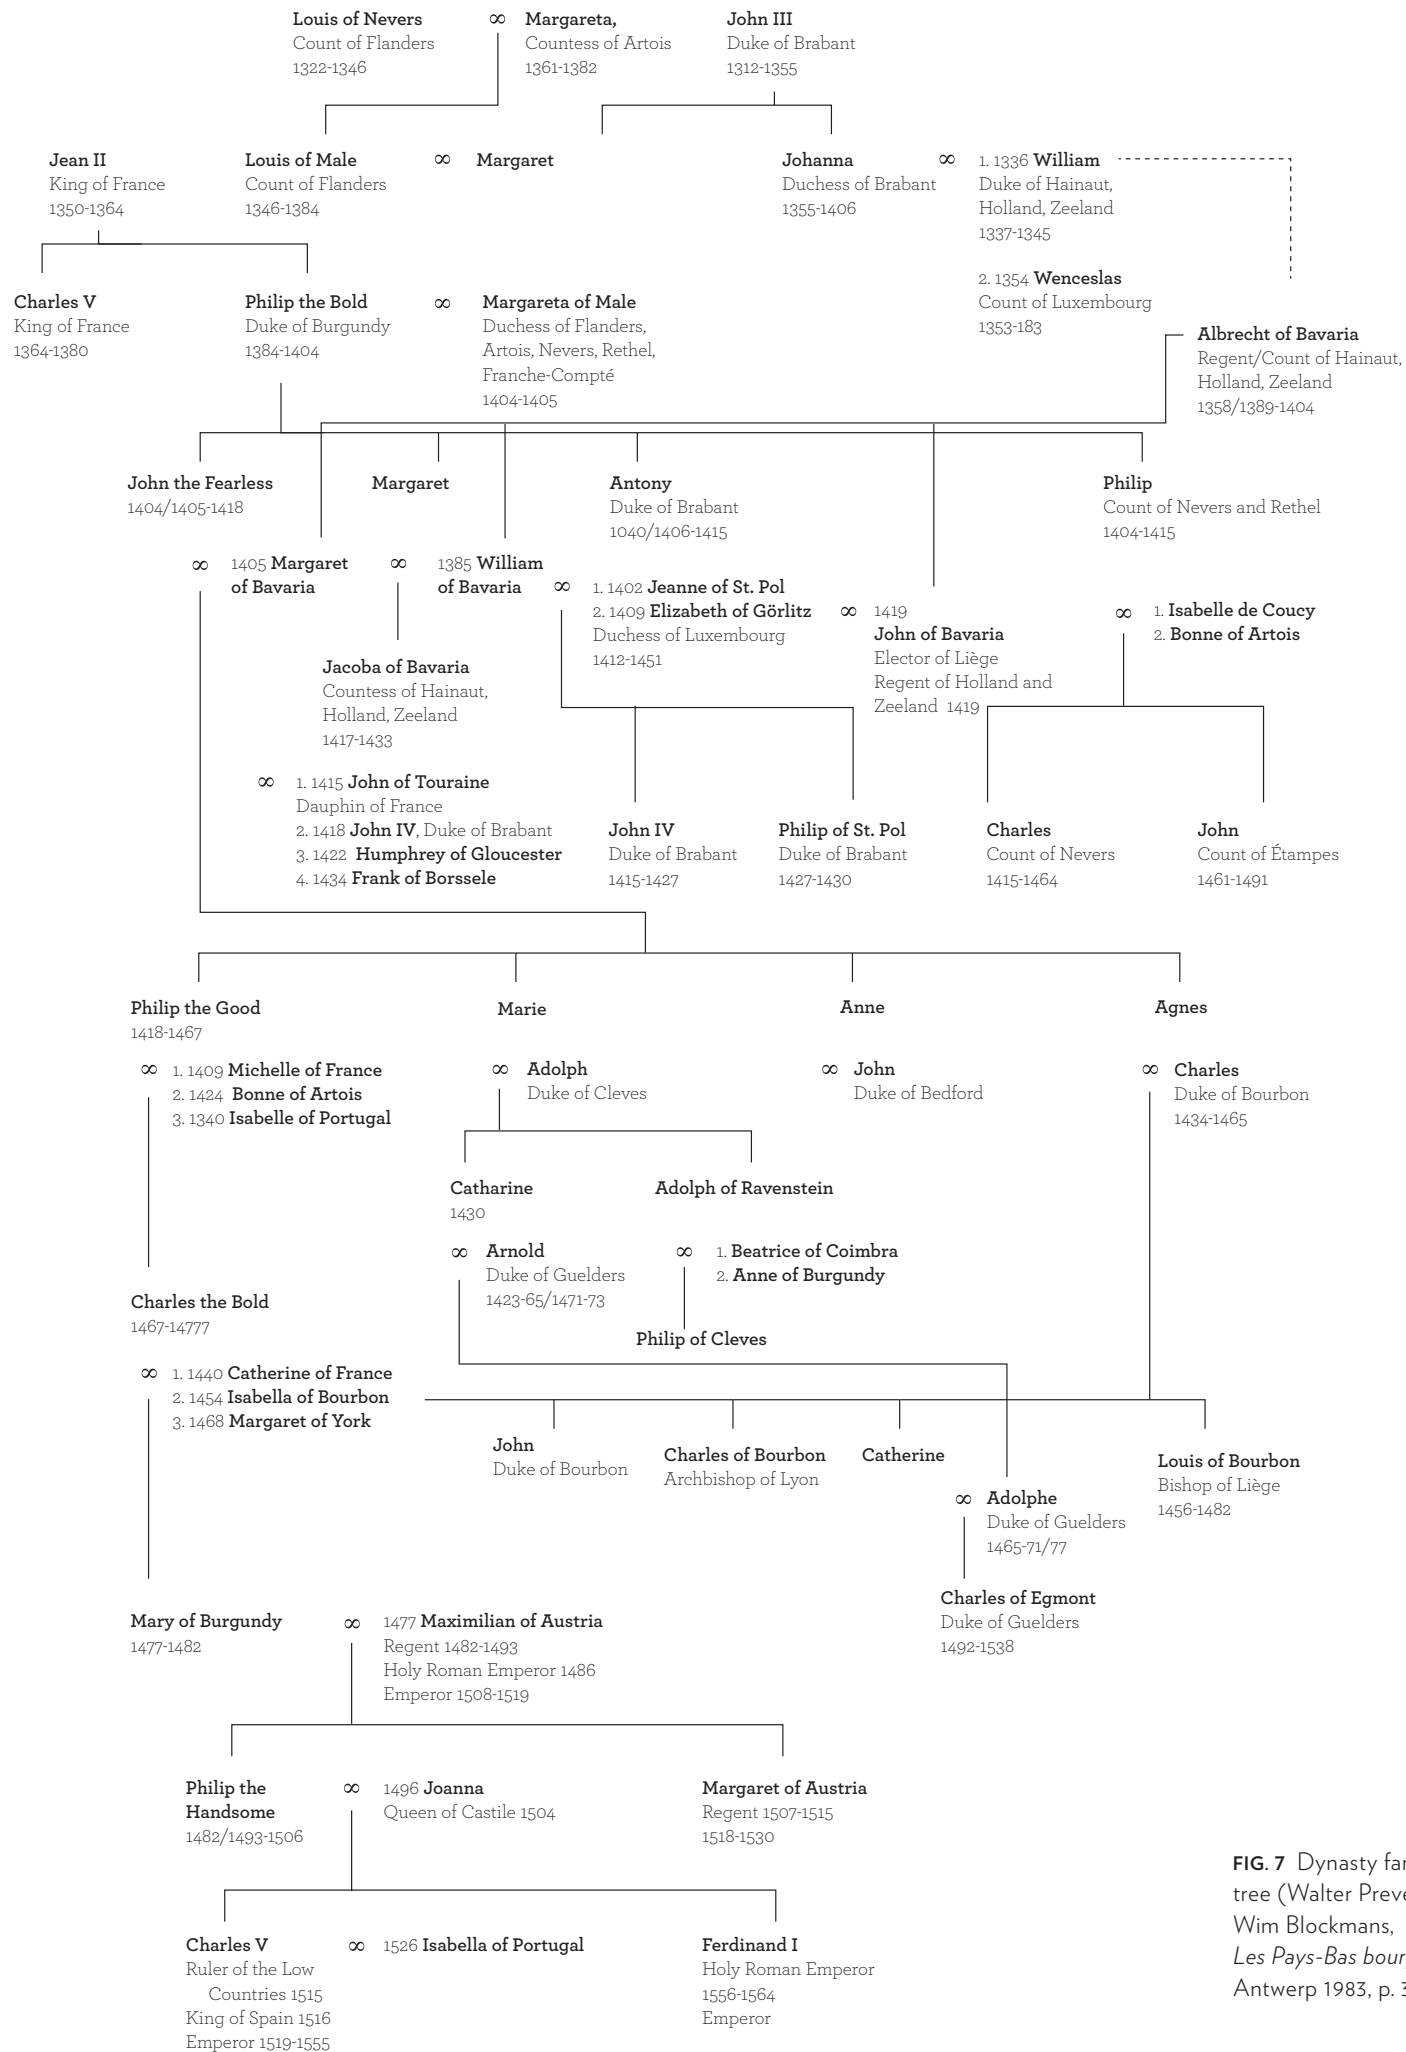 Louis of Nevers
Count of Flanders
1322-1346
∞
Margareta,
Countess of Artois
1361-1382
John III
Duke of Brabant
1312-1355
Jean II
King of France
1350-1364
Louis of Male
Count of Flanders
1346-1384
∞
Margaret
Johanna
Duchess of Brabant
1355-1406
∞
1. 1336 William
Duke of Hainaut,
Holland, Zeeland
1337-1345
2. 1354 Wenceslas
Count of Luxembourg
1353-183
Charles V
King of France
1364-1380
Philip the Bold
Duke of Burgundy
1384-1404
∞
Margareta of Male
Duchess of Flanders,
Artois, Nevers, Rethel,
Franche-Compté
1404-1405
Albrecht of Bavaria
Regent/Count of Hainaut,
Holland, Zeeland
1358/1389-1404
John the Fearless
1404/1405-1418
Margaret
Antony
Duke of Brabant
1040/1406-1415
Philip
Count of Nevers and Rethel
1404-1415
∞
1405 Margaret
of Bavaria
∞
1385 William
of Bavaria
∞
1. 1402 Jeanne of St. Pol
2. 1409 Elizabeth of Görlitz
Duchess of Luxembourg
1412-1451
∞
1419
John of Bavaria
Elector of Liège
Regent of Holland and
Zeeland 1419
∞
1. Isabelle de Coucy
2. Bonne of Artois
Jacoba of Bavaria
Countess of Hainaut,
Holland, Zeeland
1417-1433
∞
1. 1415 John of Touraine
Dauphin of France
2. 1418 John IV, Duke of Brabant
3. 1422 Humphrey of Gloucester
4. 1434 Frank of Borssele
John IV
Duke of Brabant
1415-1427
Philip of St. Pol
Duke of Brabant
1427-1430
Charles
Count of Nevers
1415-1464
John
Count of Étampes
1461-1491
Philip the Good
1418-1467
Marie
Anne
Agnes
∞
1. 1409 Michelle of France
2. 1424 Bonne of Artois
3. 1340 Isabelle of Portugal
∞
Adolph
Duke of Cleves
∞
John
Duke of Bedford
∞
Charles
Duke of Bourbon
1434-1465
Catharine
1430
Adolph of Ravenstein
∞
Arnold
Duke of Guelders
1423-65/1471-73
∞
1. Beatrice of Coimbra
2. Anne of Burgundy
Philip of Cleves
Charles the Bold
1467-14777
∞
1. 1440 Catherine of France
2. 1454 Isabella of Bourbon
3. 1468 Margaret of York
John
Duke of Bourbon
Charles of Bourbon
Archbishop of Lyon
Catherine
Louis of Bourbon
Bishop of Liège
1456-1482
∞
Adolphe
Duke of Guelders
1465-71/77
Charles of Egmont
Duke of Guelders
1492-1538
Mary of Burgundy
1477-1482
∞
1477 Maximilian of Austria
Regent 1482-1493
Holy Roman Emperor 1486
Emperor 1508-1519
Philip the
Handsome
1482/1493-1506
∞
1496 Joanna
Queen of Castile 1504
Margaret of Austria
Regent 1507-1515
1518-1530
Charles V
Ruler of the Low
Countries 1515
King of Spain 1516
Emperor 1519-1555
∞
1526 Isabella of Portugal
Ferdinand I
Holy Roman Emperor
1556-1564
Emperor
FIG. 7 Dynasty
tree (Walter
Wim Blockmans,
Les Pays-Bas
Antwerp 1983, p.